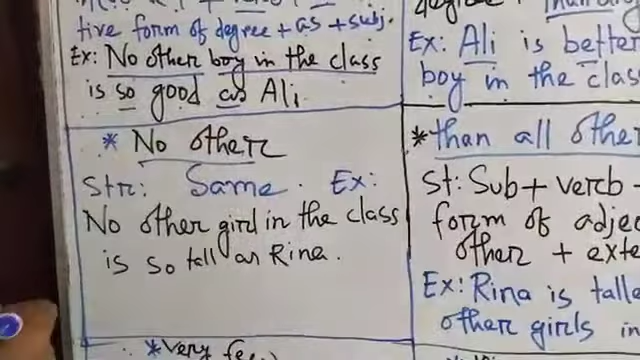 tive form of degree + as + subj.
Ex: No other boy in the class
is so good as Ali.
* No other
Str: Same. Ex:
No other girl in the class
is so tall as Rina.
*Very few
Ex: Ali is better
boy in the clas
*than all other
St: Sub + verb
form of adjec
other + exte
Ex: Rina is talle
other girls in